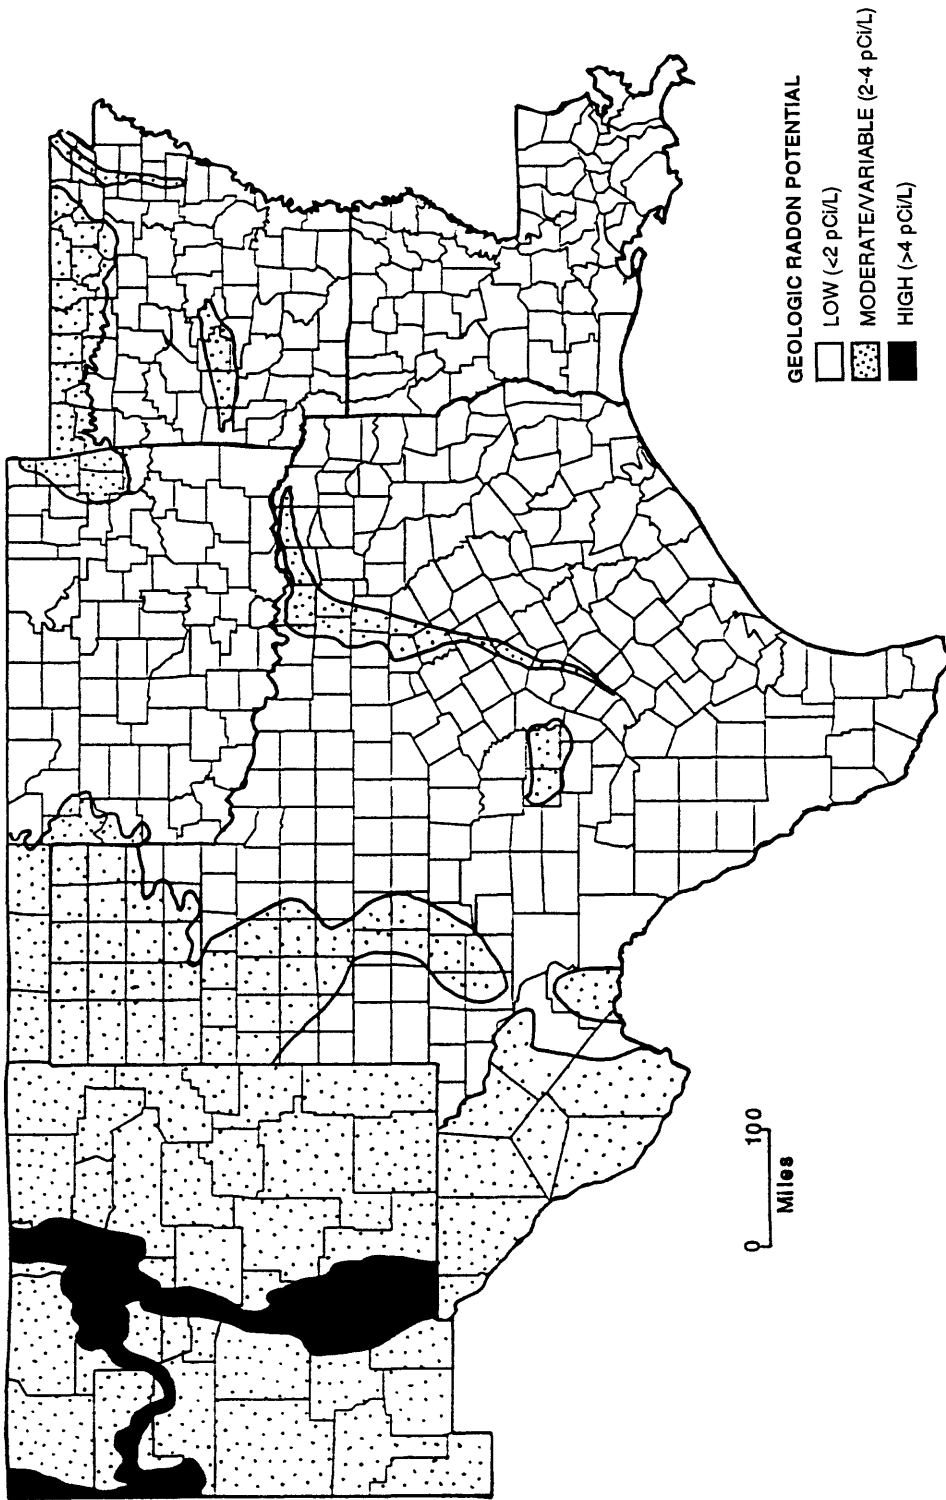 GEOLOGIC RADON POTENTIAL
LOW (<2 pCi/L)
MODERATE/VARIABLE (2-4 pCi/L)
HIGH (>4 pCi/L)
0 100
Miles